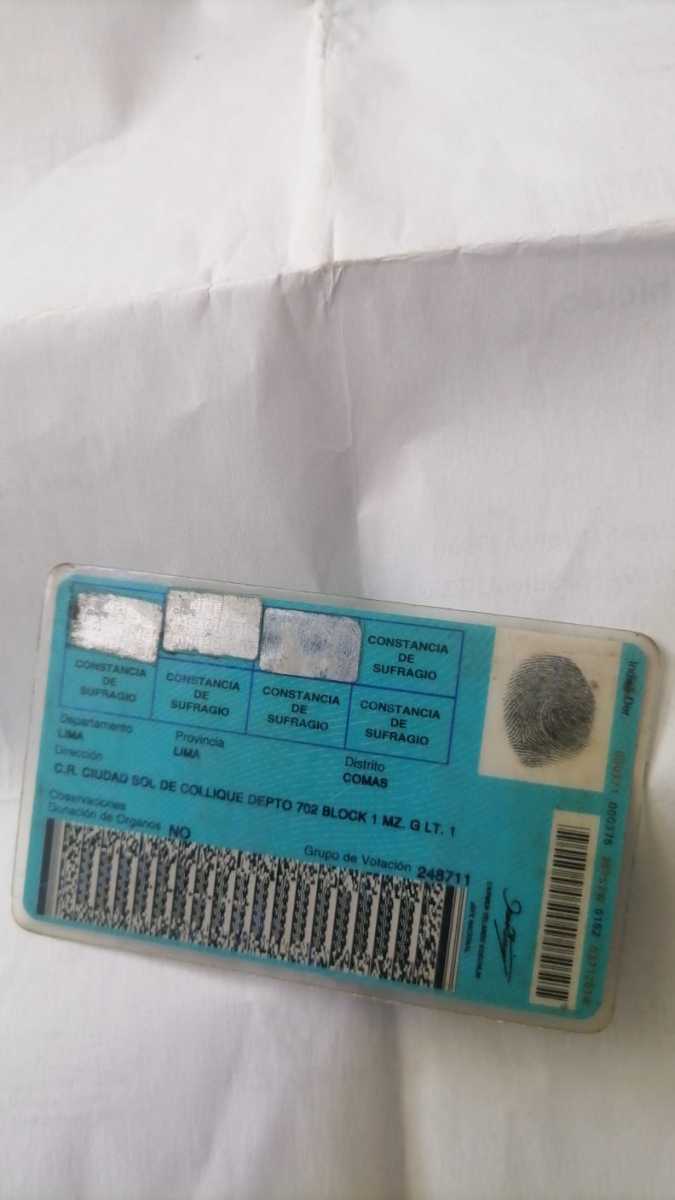 CONSTANCIA
DE
SUFRAGIO
CONSTANCIA
DE
SUFRAGIO
CONSTANCIA
DE
SUFRAGIO
CONSTANCIA
DE
SUFRAGIO
CONSTANCIA
DE
SUFRAGIO
Departamento
LIMA
Provincia
LIMA
Distrito
COMAS
Dirección
C.R. CIUDAD SOL DE COLLIQUE DEPTO 702 BLOCK 1 MZ. G LT. 1
Observaciones
Donación de Organos NO
Grupo de Votación 248711